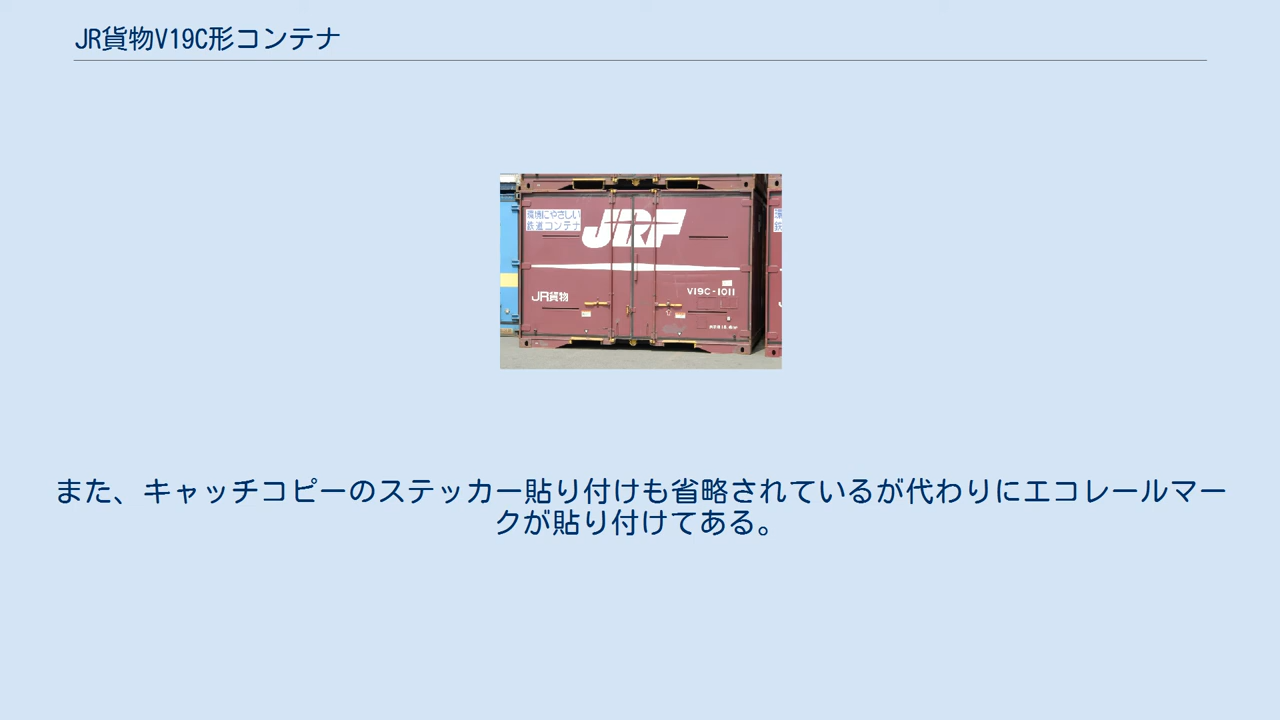 JR貨物V19C形コンテナ
環境にやさしい
鉄道コンテナ
JRF
V19C-1011
JR貨物
また、キャッチコピーのステッカー貼り付けも省略されているが代わりにエコレールマー
クが貼り付けてある。